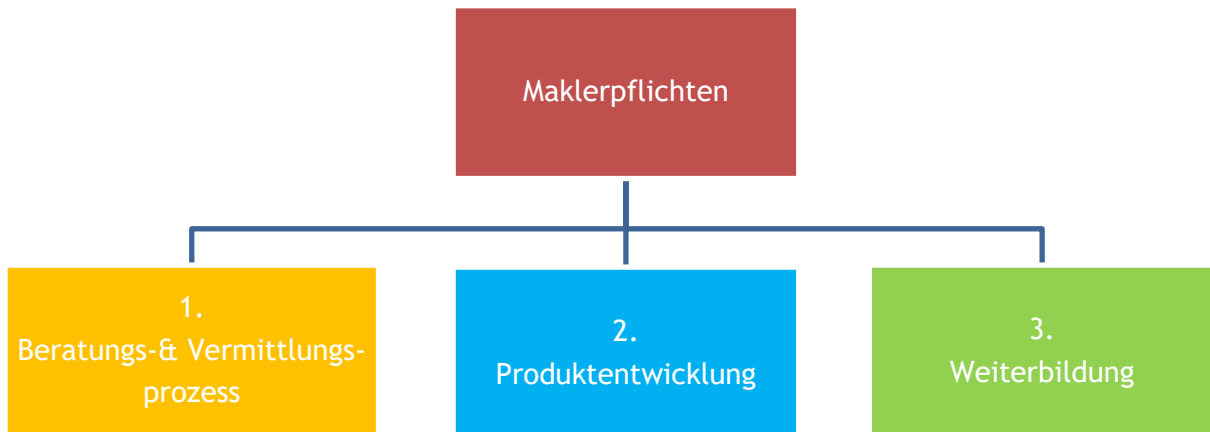 Maklerpflichten
1.
Beratungs-& Vermittlungs-
prozess
2.
Produktentwicklung
3.
Weiterbildung